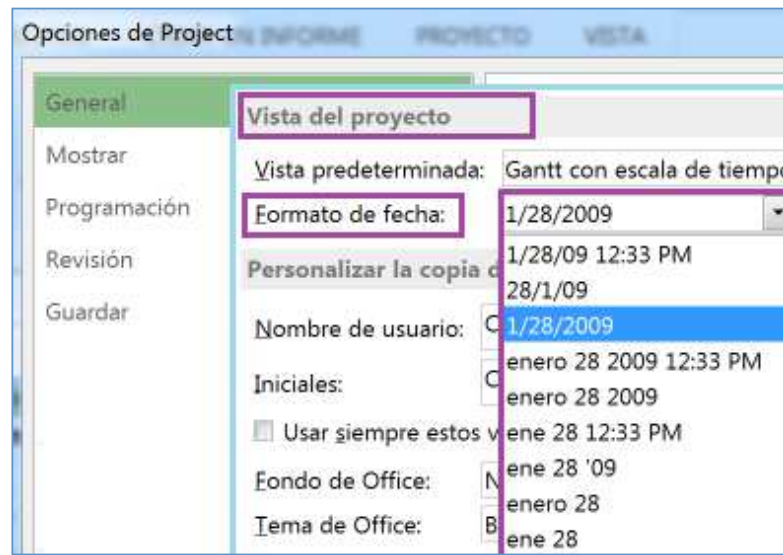 Opciones de Project
N INFORME PROYECTO VISTA
General
Mostrar
Programación
Revisión
Guardar
Vista del proyecto
Vista predeterminada: Gantt con escala de tiempo
Formato de fecha: 1/28/2009
1/28/09 12:33 PM
28/1/09
1/28/2009
enero 28 2009 12:33 PM
enero 28 2009
ene 28 12:33 PM
ene 28 '09
enero 28
ene 28
Personalizar la copia d
Nombre de usuario:
Iniciales:
Usar siempre estos v
Fondo de Office: N
Tema de Office: B